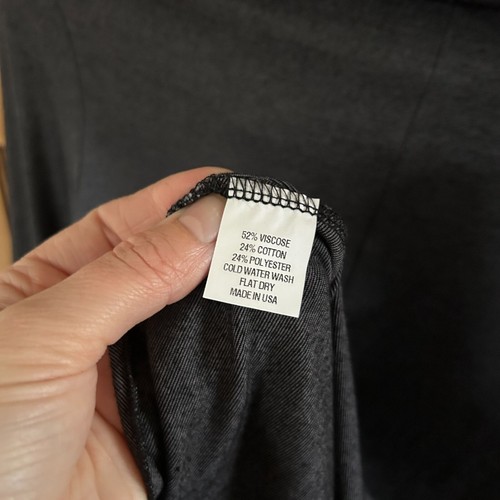 52% VISCOSE
24% COTTON
24% POLYESTER
COLD WATER WASH
FLAT DRY
MADE IN USA